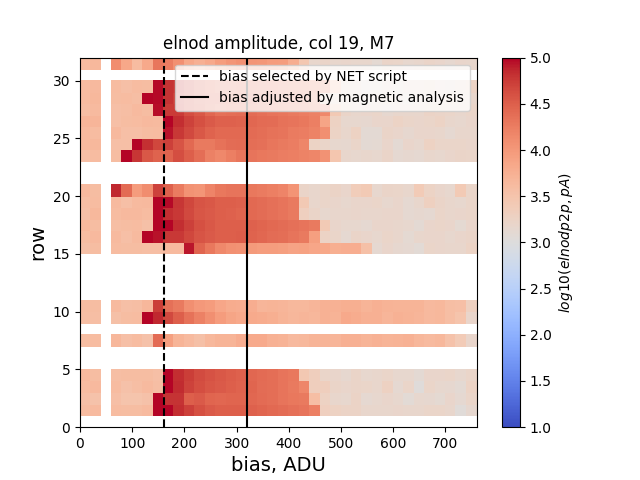 elnod amplitude, col 19, M7
bias selected by NET script
bias adjusted by magnetic analysis
30
25
20
15
10
5
0
row
0 100 200 300 400 500 600 700
bias, ADU
5.0
4.5
4.0
3.5
3.0
2.5
2.0
1.5
1.0
log10(elnodp2p, pA)